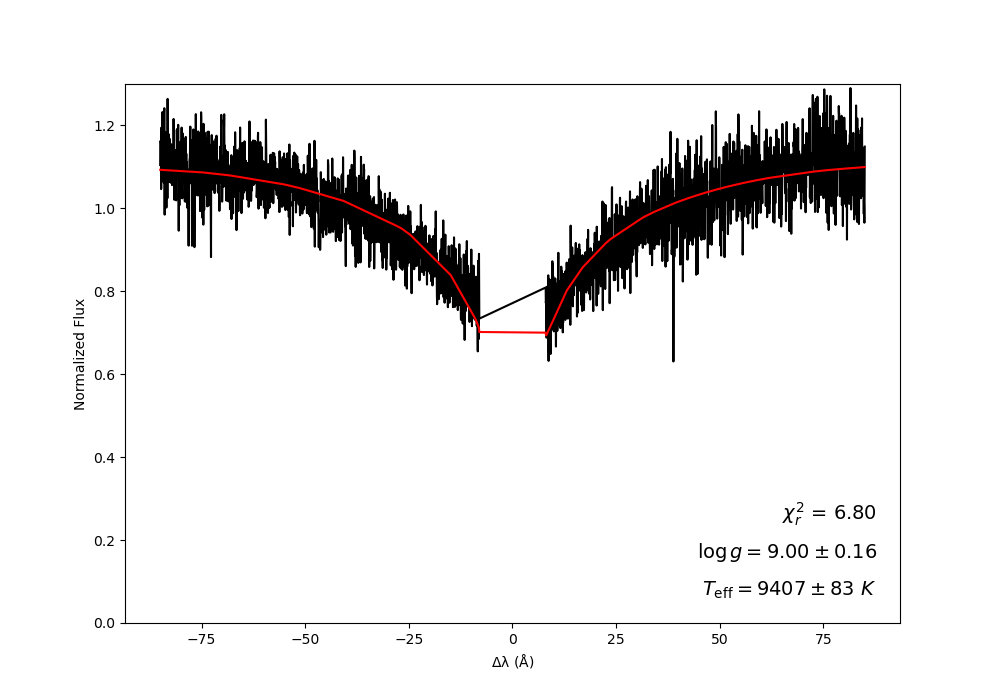 1.2
1.0
0.8
0.6
0.4
0.2
0.0
Normalized Flux
χ²ᵣ = 6.80
log g = 9.00 ± 0.16
T_eff = 9407 ± 83 K
−75 −50 −25 0 25 50 75
Δλ (Å)